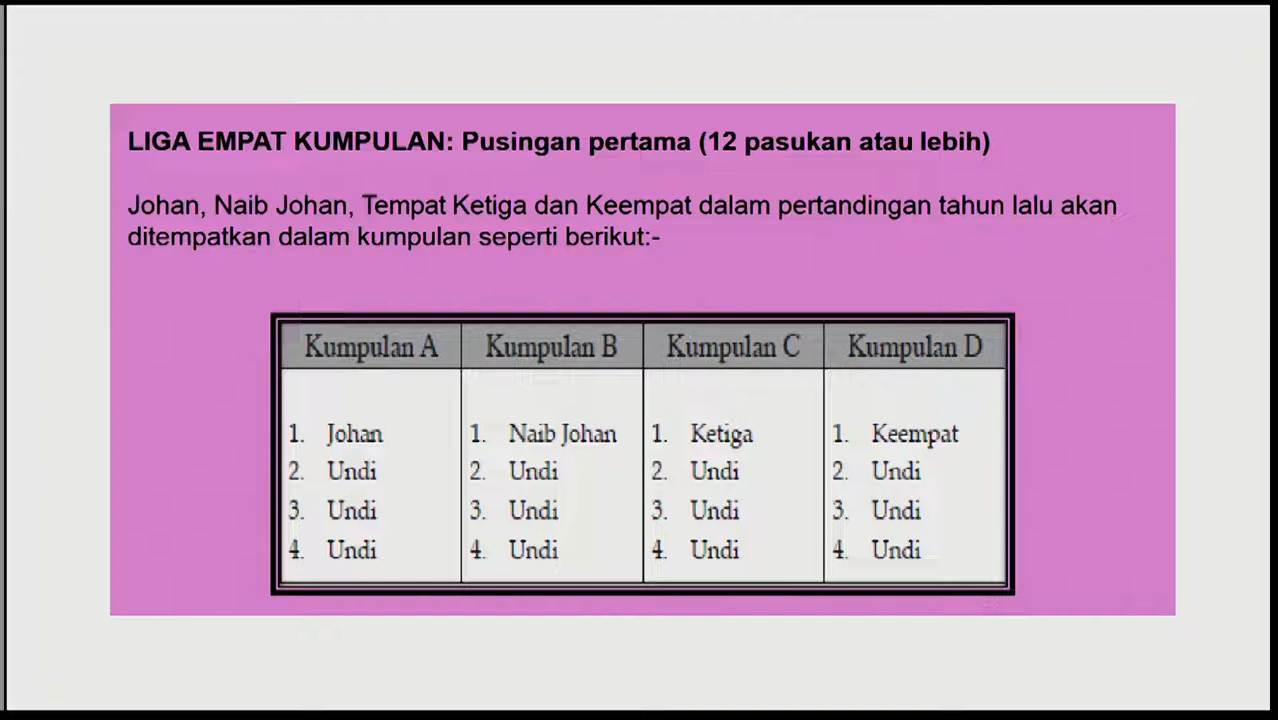 LIGA EMPAT KUMPULAN: Pusingan pertama (12 pasukan atau lebih)
Johan, Naib Johan, Tempat Ketiga dan Keempat dalam pertandingan tahun lalu akan
ditempatkan dalam kumpulan seperti berikut:-
Kumpulan A Kumpulan B Kumpulan C Kumpulan D
1. Johan 1. Naib Johan 1. Ketiga 1. Keempat
2. Undi 2. Undi 2. Undi 2. Undi
3. Undi 3. Undi 3. Undi 3. Undi
4. Undi 4. Undi 4. Undi 4. Undi